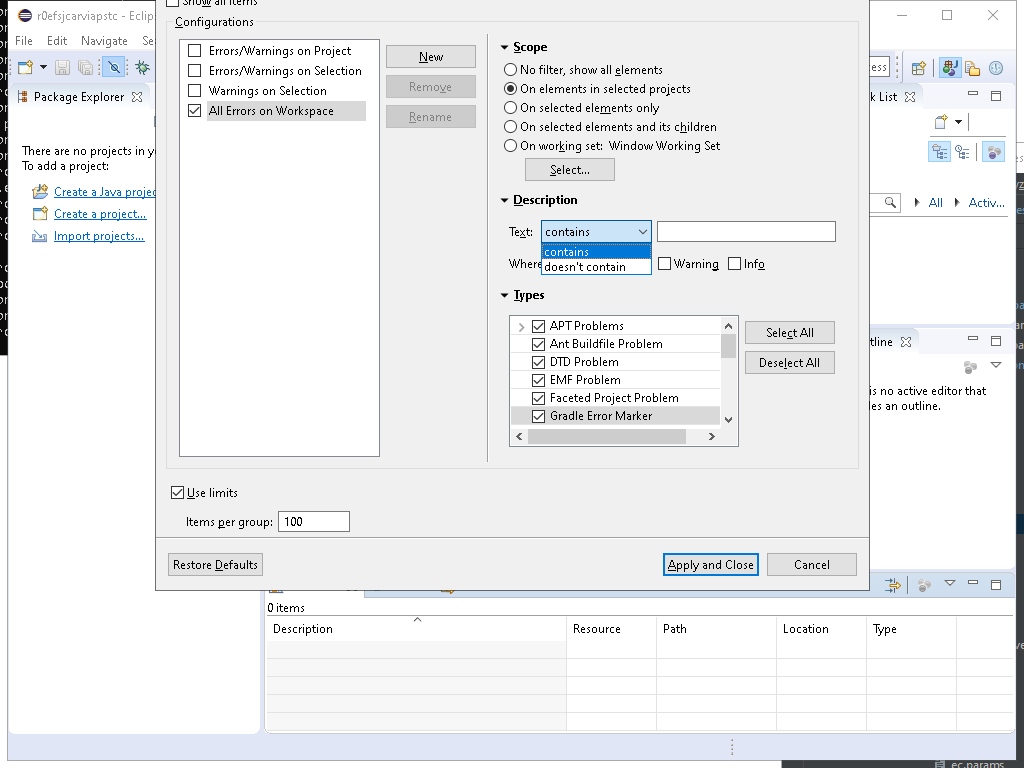 r0efsjcarviapstc - Eclip
Show all items
File Edit Navigate Se
Configurations
Errors/Warnings on Project
Errors/Warnings on Selection
Warnings on Selection
All Errors on Workspace
New
Remove
Rename
Scope
No filter, show all elements
On elements in selected projects
On selected elements only
On selected elements and its children
On working set: Window Working Set
Select...
Description
Text: contains
contains
doesn't contain
Where
Warning
Info
Types
APT Problems
Ant Buildfile Problem
DTD Problem
EMF Problem
Faceted Project Problem
Gradle Error Marker
Select All
Deselect All
Use limits
Items per group: 100
Restore Defaults
Apply and Close
Cancel
Package Explorer
There are no projects in y
To add a project:
Create a Java projec
Create a project...
Import projects...
ess
k List
All
Activ...
tline
is no active editor that
les an outline.
0 items
Description Resource Path Location Type
ec.params